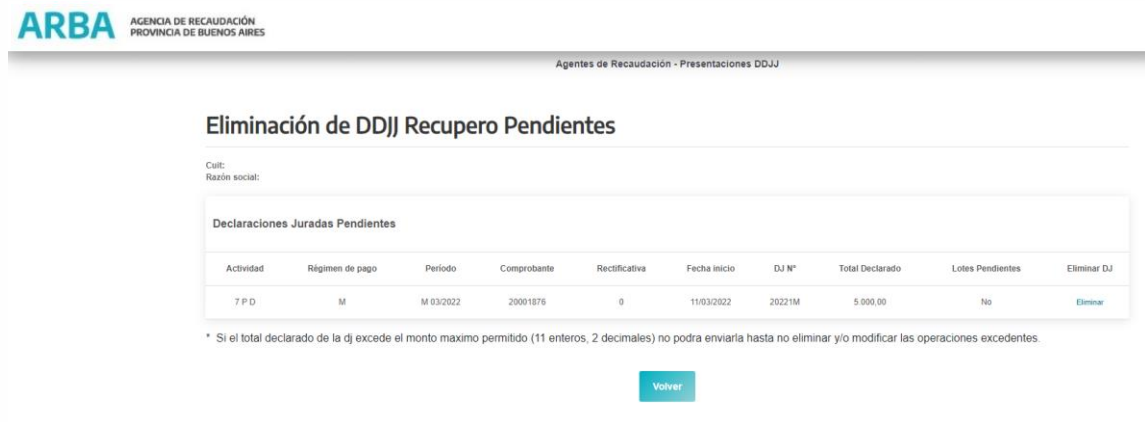 ARBA AGENCIA DE RECAUDACIÓN
PROVINCIA DE BUENOS AIRES
Agentes de Recaudación - Presentaciones DDJJ
Eliminación de DDJJ Recupero Pendientes
Cuit:
Razón social:
Declaraciones Juradas Pendientes
Actividad Régimen de pago Período Comprobante Rectificativa Fecha inicio DJ N° Total Declarado Lotes Pendientes Eliminar DJ
7 P D M M 03/2022 20001876 0 11/03/2022 20221M 5.000,00 No Eliminar
* Si el total declarado de la dj excede el monto maximo permitido (11 enteros, 2 decimales) no podra enviarla hasta no eliminar y/o modificar las operaciones excedentes.
Volver